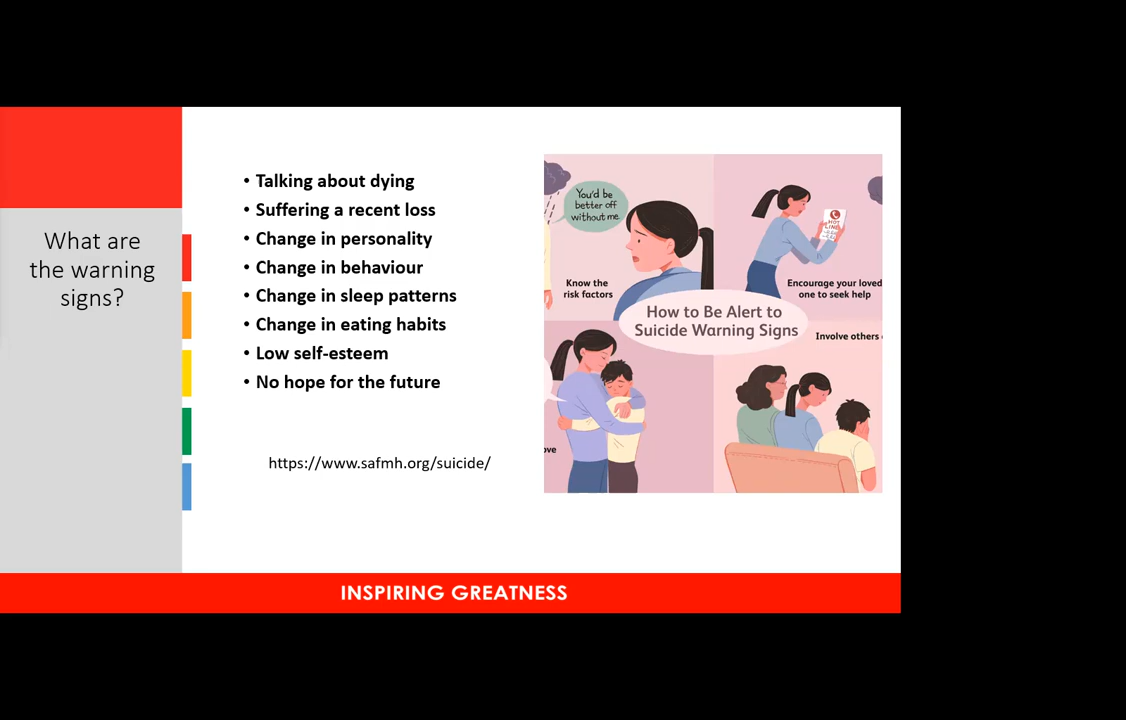 What are
the warning
signs?
• Talking about dying
• Suffering a recent loss
• Change in personality
• Change in behaviour
• Change in sleep patterns
• Change in eating habits
• Low self-esteem
• No hope for the future
https://www.safmh.org/suicide/
You'd be
better off
without me.
Know the
risk factors
HOT
LINE
Encourage your loved
one to seek help
How to Be Alert to
Suicide Warning Signs
Involve others
ove
INSPIRING GREATNESS